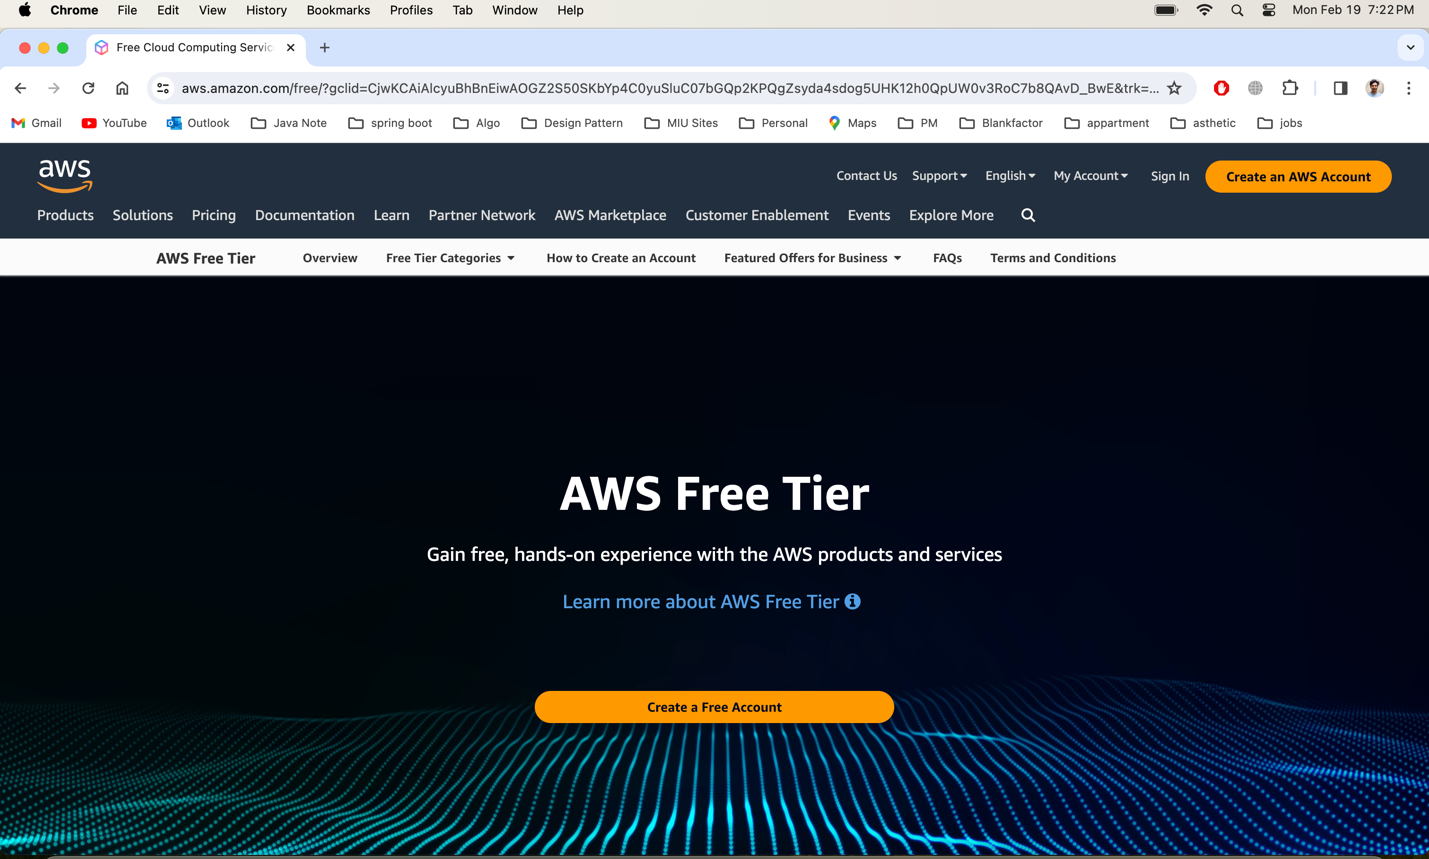 Chrome File Edit View History Bookmarks Profiles Tab Window Help Mon Feb 19 7:22 PM
Free Cloud Computing Servic
aws.amazon.com/free/?gclid=CjwKCAiAlcyuBhBnEiwAOGZ2S50SKbYp4C0yuSluC07bGQp2KPQgZsyda4sdog5UHK12h0QpUW0v3RoC7b8QAvD_BwE&trk=...
Gmail YouTube Outlook Java Note spring boot Algo Design Pattern MIU Sites Personal Maps PM Blankfactor appartment asthetic jobs
aws
Contact Us Support English My Account Sign In Create an AWS Account
Products Solutions Pricing Documentation Learn Partner Network AWS Marketplace Customer Enablement Events Explore More
AWS Free Tier Overview Free Tier Categories How to Create an Account Featured Offers for Business FAQs Terms and Conditions
AWS Free Tier
Gain free, hands-on experience with the AWS products and services
Learn more about AWS Free Tier
Create a Free Account